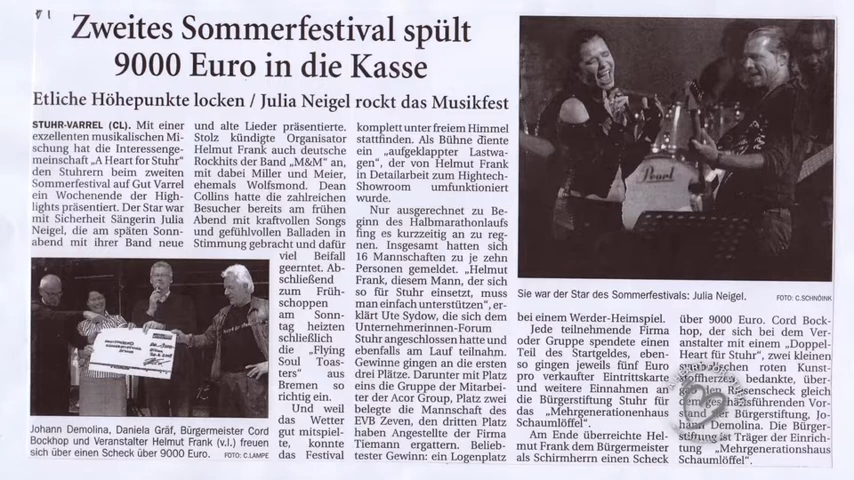 Zweites Sommerfestival spült
9000 Euro in die Kasse
Etliche Höhepunkte locken / Julia Neigel rockt das Musikfest
STUHR-VARREL (CL). Mit einer
exzellenten musikalischen Mi-
schung hat die Interessenge-
meinschaft „A Heart for Stuhr“
den Stuhrern beim zweiten
Sommerfestival auf Gut Varrel
ein Wochenende der High-
lights präsentiert. Der Star war
mit Sicherheit Sängerin Julia
Neigel, die am späten Sonn-
abend mit ihrer Band neue
und alte Lieder präsentierte.
Stolz kündigte Organisator
Helmut Frank auch deutsche
Rockhits der Band „M&M“ an,
mit dabei Miller und Meier,
ehemals Wolfsmond. Dean
Collins hatte die zahlreichen
Besucher bereits am frühen
Abend mit kraftvollen Songs
und gefühlvollen Balladen in
Stimmung gebracht und dafür
viel Beifall
geerntet. Ab-
schließend
zum Früh-
schoppen
am Sonn-
tag heizten
schließlich
die „Flying
Soul Toas-
ters“ aus
Bremen so
richtig ein.
Und weil
das Wetter
gut mitspiel-
te, konnte
das Festival
komplett unter freiem Himmel
stattfinden. Als Bühne diente
ein „aufgeklappter Lastwa-
gen“, der von Helmut Frank
in Detailarbeit zum Hightech-
Showroom umfunktioniert
wurde.
Nur ausgerechnet zu Be-
ginn des Halbmarathonlaufs
fing es kurzzeitig an zu reg-
nen. Insgesamt hatten sich
16 Mannschaften zu je zehn
Personen gemeldet. „Helmut
Frank, diesem Mann, der sich
so für Stuhr einsetzt, muss
man einfach unterstützen“, er-
klärt Ute Sydow, die sich dem
Unternehmerinnen-Forum
Stuhr angeschlossen hatte und
ebenfalls am Lauf teilnahm.
Gewinne gingen an die ersten
drei Plätze. Darunter mit Platz
eins die Gruppe der Mitarbei-
ter der Acor Group, Platz zwei
belegte die Mannschaft des
EVB Zeven, den dritten Platz
haben Angestellte der Firma
Tiemann ergattern. Belieb-
tester Gewinn: ein Logenplatz
bei einem Werder-Heimspiel.
Jede teilnehmende Firma
oder Gruppe spendete einen
Teil des Startgeldes, eben-
so gingen jeweils fünf Euro
pro verkaufter Eintrittskarte
und weitere Einnahmen an
die Bürgerstiftung Stuhr für
das „Mehrgenerationenhaus
Schaumlöffel“.
Am Ende überreichte Hel-
mut Frank dem Bürgermeister
als Schirmherrn einen Scheck
über 9000 Euro. Cord Bock-
hop, der sich bei dem Ver-
anstalter mit einem „Doppel-
Herz für Stuhr“, zwei kleinen
roten Kunst-
stoffherzen, bedankte, über-
gab den Riesenscheck gleich
dem geschäftsführenden Vor-
stand der Bürgerstiftung, Jo-
hann Demolina. Die Bürger-
stiftung ist Träger der Einrich-
tung „Mehrgenerationshaus
Schaumlöffel“.
Sie war der Star des Sommerfestivals: Julia Neigel. FOTO: C.SCHNÖINK
Johann Demolina, Daniela Gräf, Bürgermeister Cord
Bockhop und Veranstalter Helmut Frank (v.l.) freuen
sich über einen Scheck über 9000 Euro. FOTO: C.LAMPE
Pearl